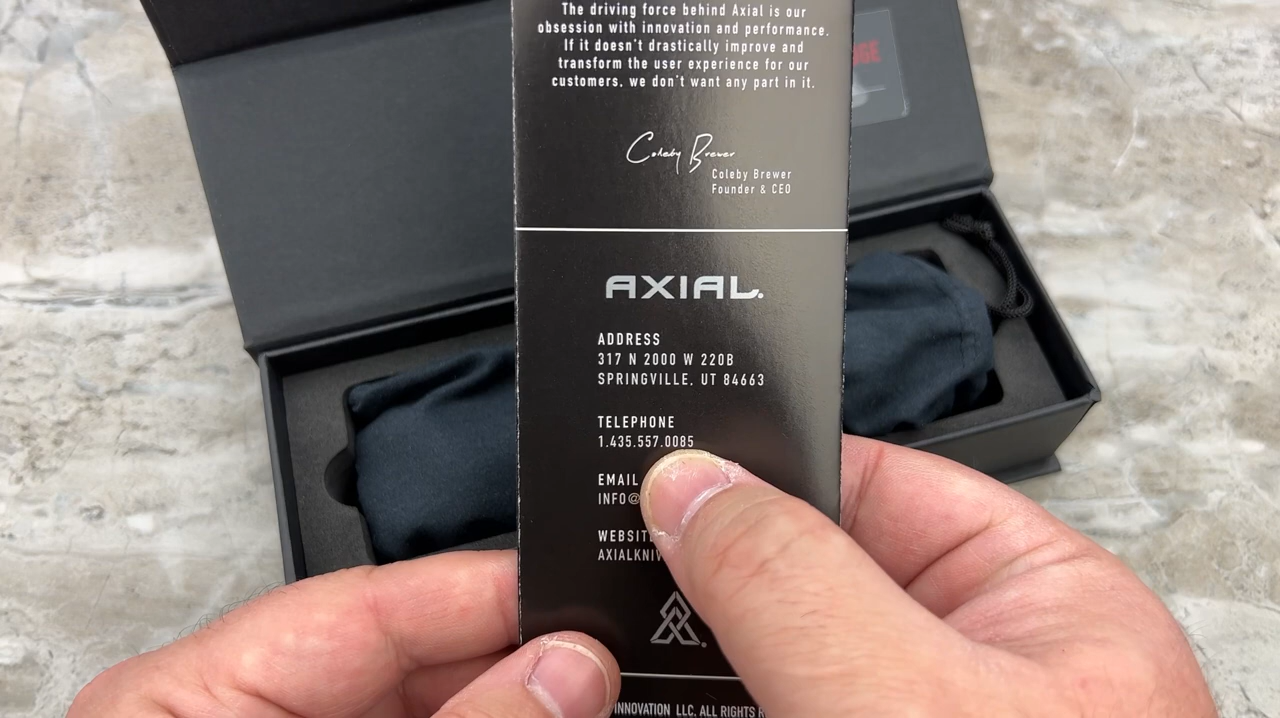 The driving force behind Axial is our
obsession with innovation and performance.
If it doesn't drastically improve and
transform the user experience for our
customers, we don't want any part in it.
Coleby Brewer
Coleby Brewer
Founder & CEO
AXIAL.
ADDRESS
317 N 2000 W 220B
SPRINGVILLE, UT 84663
TELEPHONE
1.435.557.0085
EMAIL
INFO@
WEBSITE
AXIALKNIV
INNOVATION LLC. ALL RIGHTS R